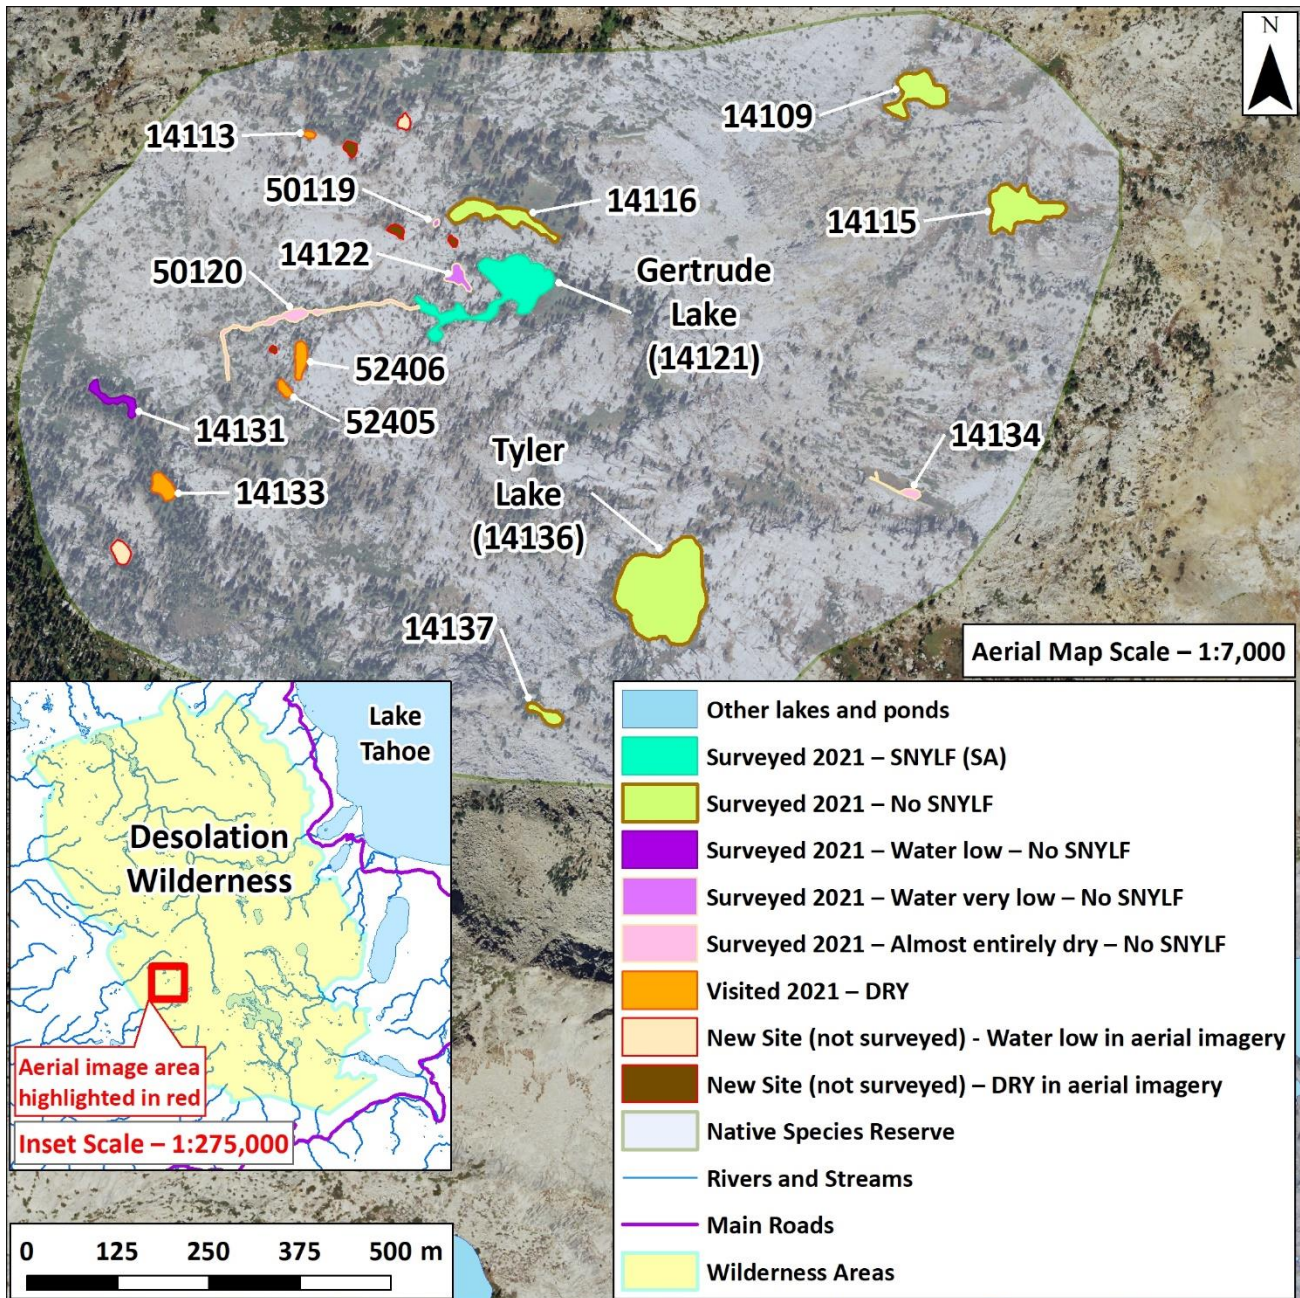 N
14109
14113
50119
14116
14115
14122
50120
Gertrude
Lake
(14121)
52406
52405
14131
14133
Tyler
Lake
(14136)
14134
14137
Aerial Map Scale – 1:7,000
Lake
Tahoe
Desolation
Wilderness
Aerial image area
highlighted in red
Inset Scale – 1:275,000
0 125 250 375 500 m
Other lakes and ponds
Surveyed 2021 – SNYLF (SA)
Surveyed 2021 – No SNYLF
Surveyed 2021 – Water low – No SNYLF
Surveyed 2021 – Water very low – No SNYLF
Surveyed 2021 – Almost entirely dry – No SNYLF
Visited 2021 – DRY
New Site (not surveyed) - Water low in aerial imagery
New Site (not surveyed) – DRY in aerial imagery
Native Species Reserve
Rivers and Streams
Main Roads
Wilderness Areas